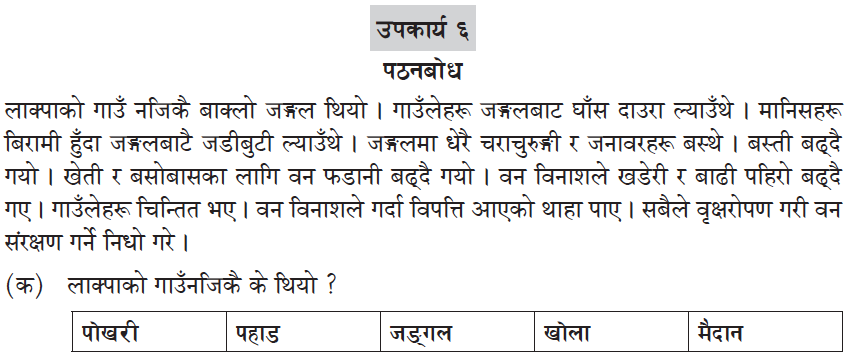 उपकार्य ६
पठनबोध
लाक्पाको गाउँ नजिकै बाक्लो जङ्गल थियो । गाउँलेहरू जङ्गलबाट घाँस दाउरा ल्याउँथे । मानिसहरू
बिरामी हुँदा जङ्गलबाटै जडीबुटी ल्याउँथे । जङ्गलमा धेरै चराचुरुङ्गी र जनावरहरू बस्थे । बस्ती बढ्दै
गयो । खेती र बसोबासका लागि वन फडानी बढ्दै गयो । वन विनाशले खडेरी र बाढी पहिरो बढ्दै
गए । गाउँलेहरू चिन्तित भए । वन विनाशले गर्दा विपत्ति आएको थाहा पाए । सबैले वृक्षरोपण गरी वन
संरक्षण गर्ने निधो गरे ।
(क) लाक्पाको गाउँनजिकै के थियो ?
पोखरी पहाड जङ्गल खोला मैदान